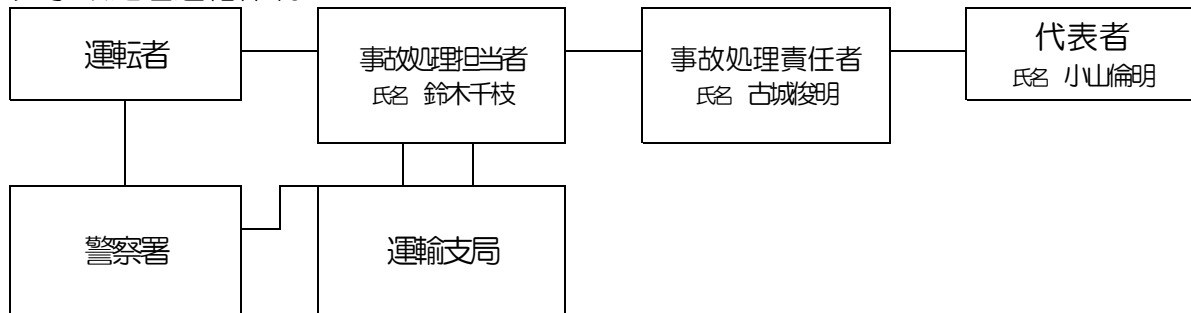 運転者
事故処理担当者
氏名 鈴木千枝
事故処理責任者
氏名 古城俊明
代表者
氏名 小山倫明
警察署
運輸支局